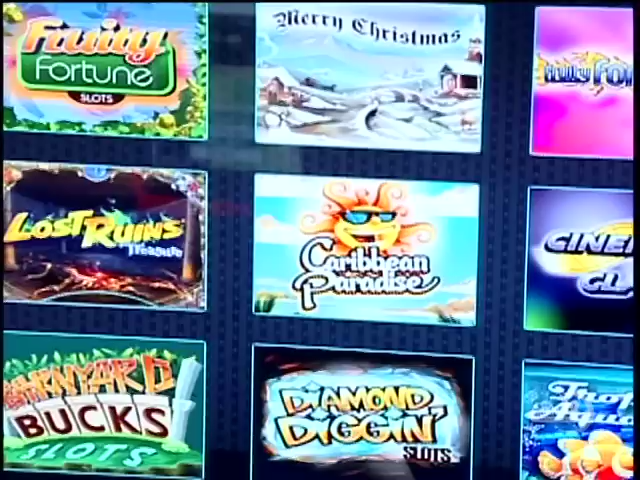 Fruity
Fortune
SLOTS
Merry Christmas
LOST RUINS
Treasure
Caribbean
Paradise
BUCKS
SLOTS
DIAMOND
DIGGIN'
SLOTS